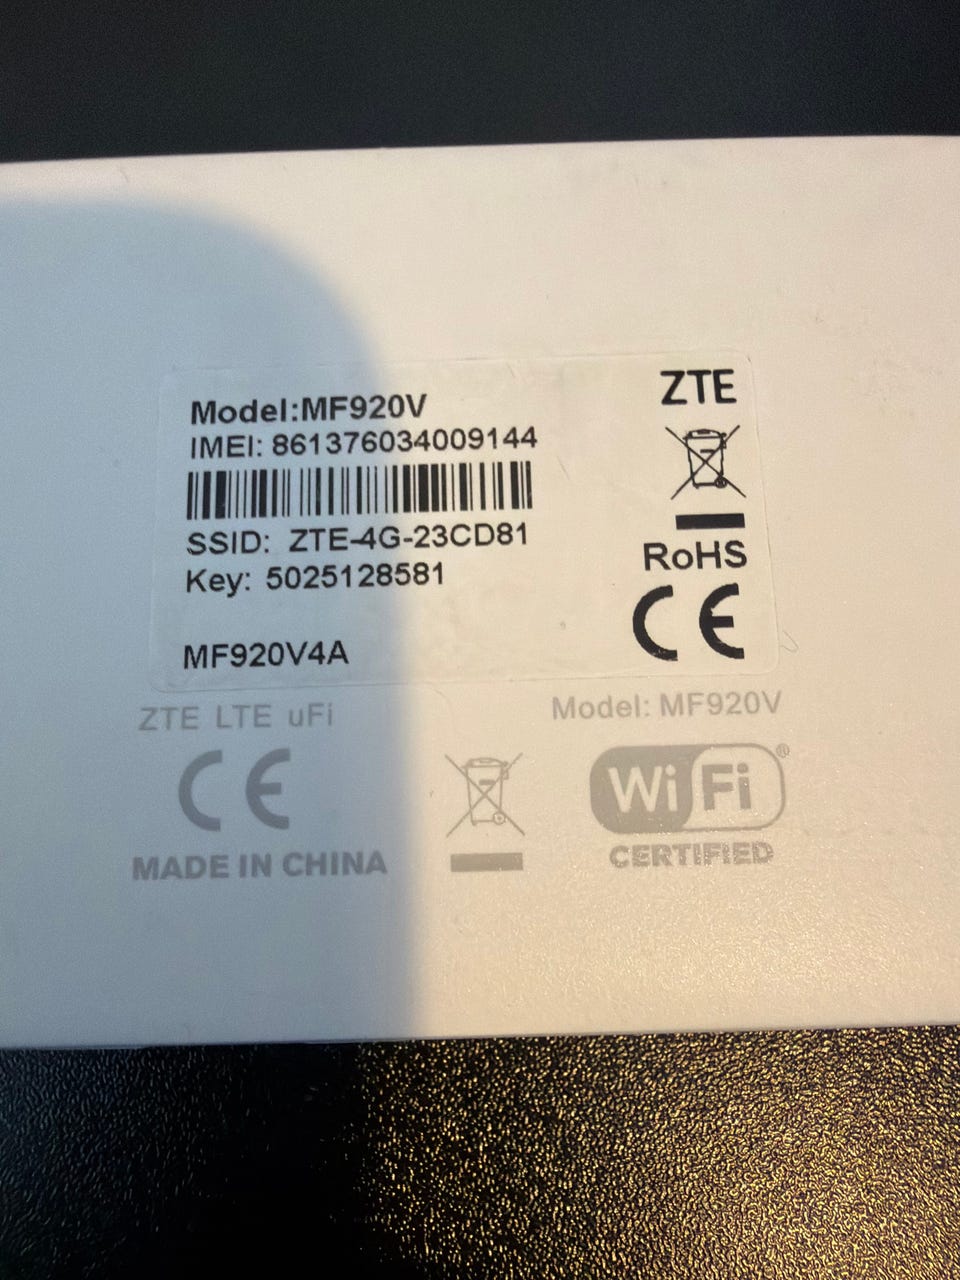 Model:MF920V
IMEI: 861376034009144
SSID: ZTE-4G-23CD81
Key: 5025128581
MF920V4A
ZTE
RoHS
CE
ZTE LTE uFi
Model: MF920V
CE
WiFi®
MADE IN CHINA
CERTIFIED